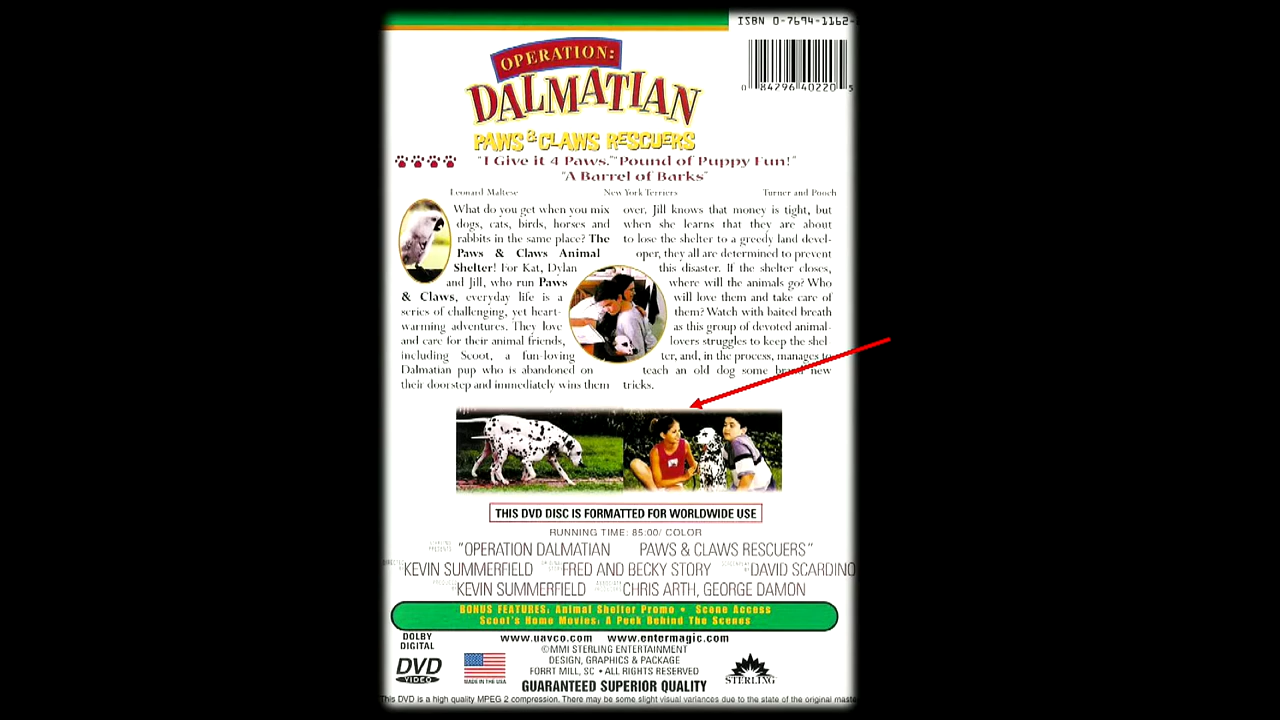 ISBN 0-7694-1162-
OPERATION:
DALMATIAN
PAWS & CLAWS RESCUERS
0 84296 40220 5
"I Give it 4 Paws." "Pound of Puppy Fun!"
"A Barrel of Barks"
Leonard Maltese New York Terriers Turner and Pooch
What do you get when you mix
dogs, cats, birds, horses and
rabbits in the same place? The
Paws & Claws Animal
Shelter! For Kat, Dylan
and Jill, who run Paws
& Claws, everyday life is a
series of challenging, yet heart-
warming adventures. They love
and care for their animal friends,
including Scoot, a fun-loving
Dalmatian pup who is abandoned on
their doorstep and immediately wins them
over. Jill knows that money is tight, but
when she learns that they are about
to lose the shelter to a greedy land devel-
oper, they all are determined to prevent
this disaster. If the shelter closes,
where will the animals go? Who
will love them and take care of
them? Watch with baited breath
as this group of devoted animal-
lovers struggles to keep the shel-
ter, and, in the process, manages to
teach an old dog some brand new
tricks.
THIS DVD DISC IS FORMATTED FOR WORLDWIDE USE
RUNNING TIME: 85:00/ COLOR
"OPERATION DALMATIAN PAWS & CLAWS RESCUERS"
KEVIN SUMMERFIELD FRED AND BECKY STORY DAVID SCARDINO
KEVIN SUMMERFIELD CHRIS ARTH, GEORGE DAMON
BONUS FEATURES: Animal Shelter Promo • Scene Access
Scoot's Home Movies: A Peek Behind The Scenes
DOLBY
DIGITAL
www.uavco.com www.entermagic.com
©MMI STERLING ENTERTAINMENT
DESIGN, GRAPHICS & PACKAGE
FORRT MILL, SC • ALL RIGHTS RESERVED
GUARANTEED SUPERIOR QUALITY
DVD
VIDEO
MADE IN THE USA
STERLING
This DVD is a high quality MPEG 2 compression. There may be some slight visual variances due to the state of the original maste